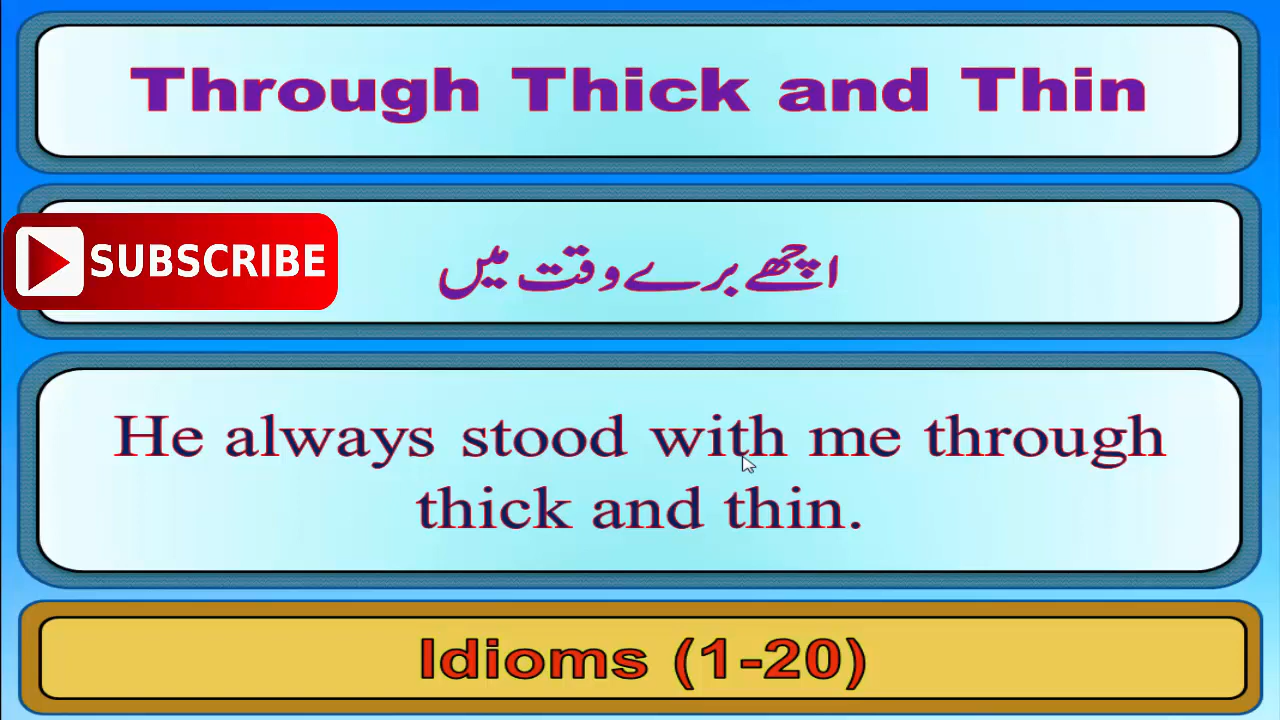 Through Thick and Thin
SUBSCRIBE
اچھے برے وقت میں
He always stood with me through
thick and thin.
Idioms (1-20)